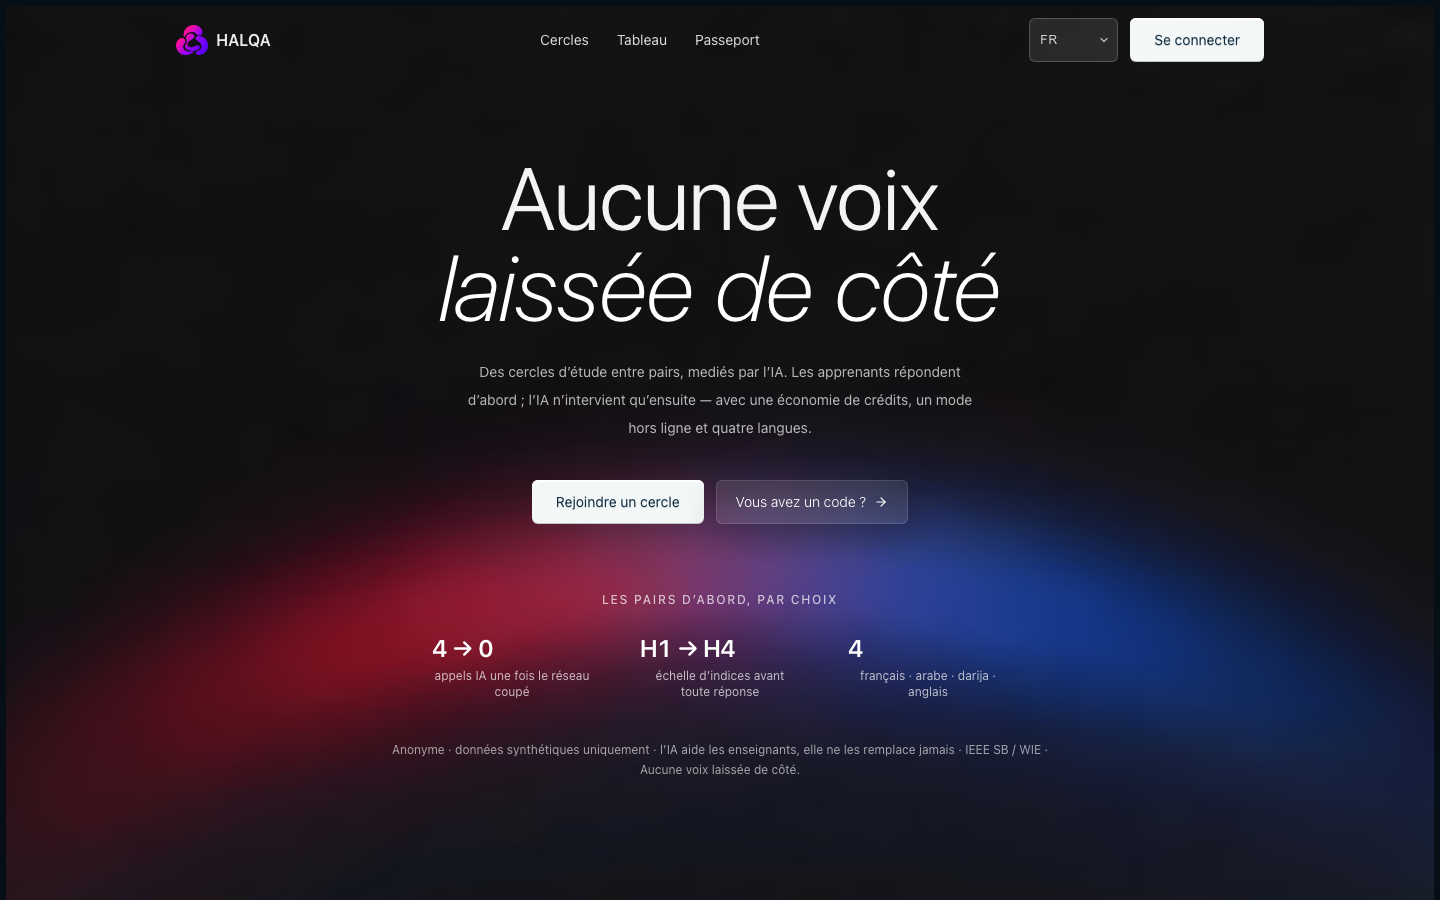 HALQA
Cercles
Tableau
Passeport
FR
Se connecter
Aucune voix
laissée de côté
Des cercles d’étude entre pairs, mediés par l’IA. Les apprenants répondent
d’abord ; l’IA n’intervient qu’ensuite — avec une économie de crédits, un mode
hors ligne et quatre langues.
Rejoindre un cercle
Vous avez un code ? →
LES PAIRS D’ABORD, PAR CHOIX
4 → 0
appels IA une fois le réseau
coupé
H1 → H4
échelle d’indices avant
toute réponse
4
français · arabe · darija ·
anglais
Anonyme · données synthétiques uniquement · l’IA aide les enseignants, elle ne les remplace jamais · IEEE SB / WIE ·
Aucune voix laissée de côté.